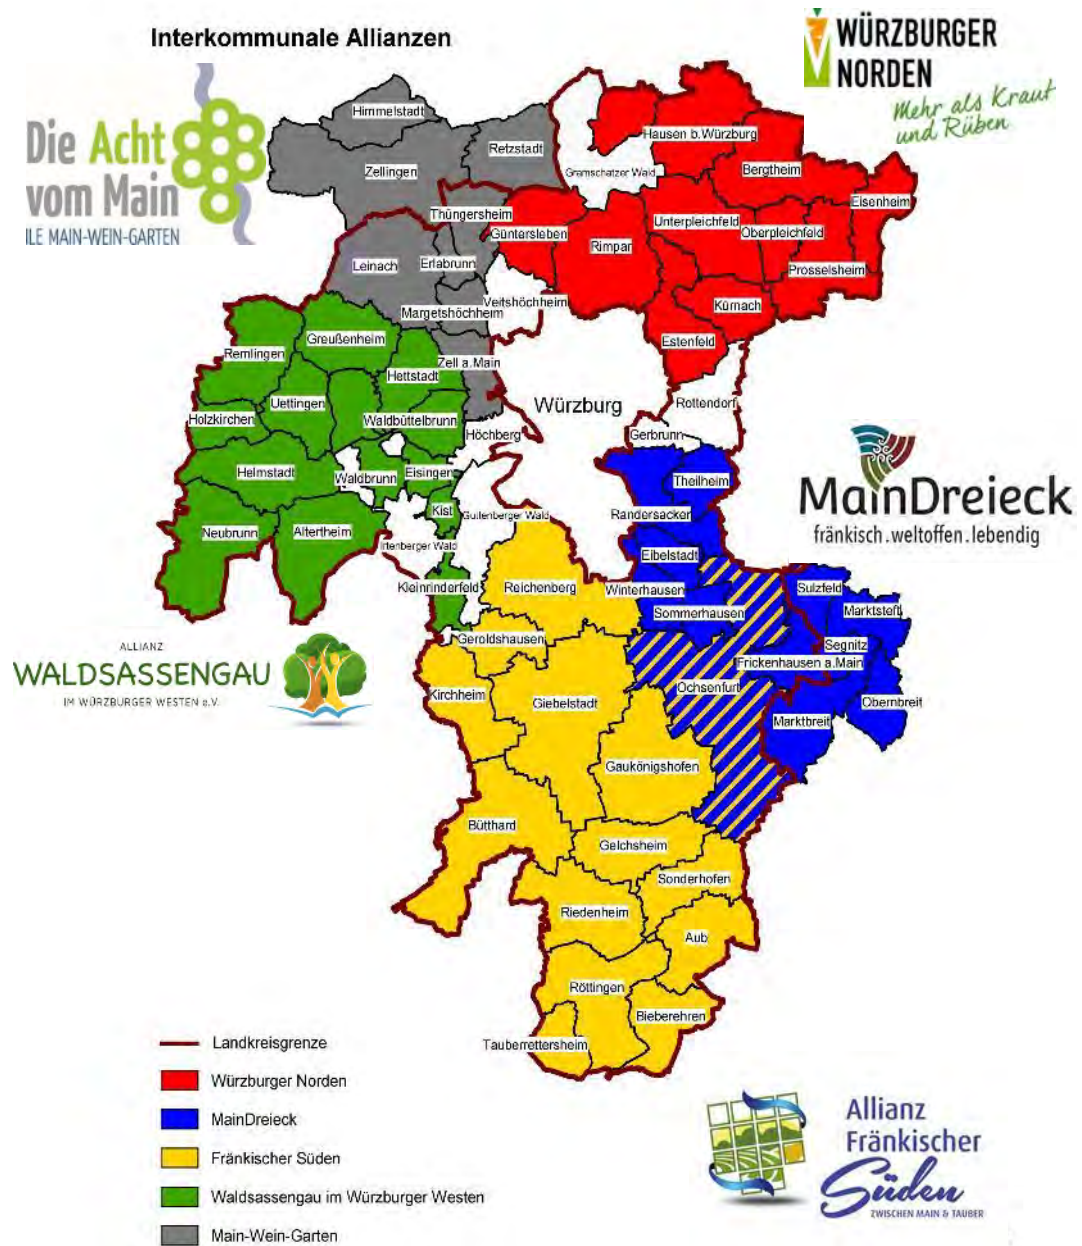 Interkommunale Allianzen
WÜRZBURGER
NORDEN
Mehr als Kraut
und Rüben
Die Acht
vom Main
ILE MAIN-WEIN-GARTEN
Himmelstadt
Retzstadt
Zellingen
Hausen b.Würzburg
Gramschatzer Wald
Bergtheim
Eisenheim
Thüngersheim
Güntersleben
Unterpleichfeld
Oberpleichfeld
Rimpar
Leinach
Erlabrunn
Prosselsheim
Veitshöchheim
Kürnach
Margetshöchheim
Greußenheim
Estenfeld
Remlingen
Zell a.Main
Hettstadt
Uettingen
Würzburg
Rottendorf
Holzkirchen
Waldbüttelbrunn
Höchberg
Gerbrunn
Helmstadt
Eisingen
Waldbrunn
Theilheim
MainDreieck
fränkisch.weltoffen.lebendig
Kist
Guttenberger Wald
Randersacker
Neubrunn
Altertheim
Irtenberger Wald
Eibelstadt
Kleinrinderfeld
Reichenberg
Winterhausen
Sulzfeld
Sommerhausen
Marktsteft
Geroldshausen
Segnitz
Frickenhausen a.Main
ALLIANZ
WALDSASSENGAU
IM WÜRZBURGER WESTEN e.V.
Kirchheim
Giebelstadt
Ochsenfurt
Obernbreit
Marktbreit
Gaukönigshofen
Bütthard
Gelchsheim
Sonderhofen
Riedenheim
Aub
Röttingen
Bieberehren
Tauberrettersheim
Landkreisgrenze
Würzburger Norden
MainDreieck
Fränkischer Süden
Waldsassengau im Würzburger Westen
Main-Wein-Garten
Allianz
Fränkischer
Süden
ZWISCHEN MAIN & TAUBER